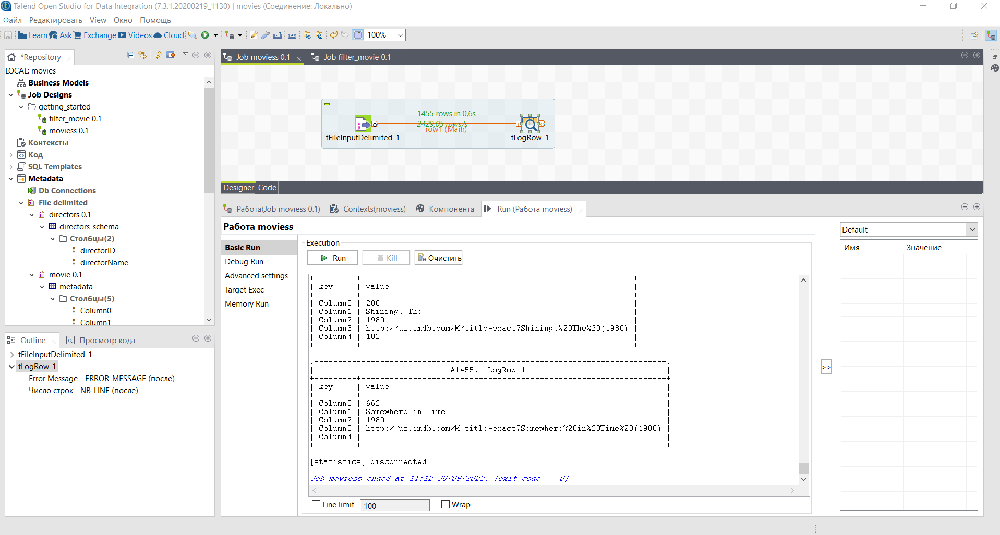 Talend Open Studio for Data Integration (7.3.1.20200219_1130) | movies (Соединение: Локально)
Файл Редактировать View Окно Помощь
Learn Ask Exchange Videos Cloud 100%
*Repository
LOCAL: movies
Business Models
Job Designs
getting_started
filter_movie 0.1
moviess 0.1
Контексты
Код
SQL Templates
Metadata
Db Connections
File delimited
directors 0.1
directors_schema
Столбцы(2)
directorID
directorName
movie 0.1
metadata
Столбцы(5)
Column0
Column1
Outline Просмотр кода
tFileInputDelimited_1
tLogRow_1
Error Message - ERROR_MESSAGE (после)
Число строк - NB_LINE (после)
Job moviess 0.1 Job filter_movie 0.1
1455 rows in 0,6s
2429,05 rows/s
row1 (Main)
tFileInputDelimited_1 tLogRow_1
Designer Code
Работа(Job moviess 0.1) Contexts(moviess) Компонента Run (Работа moviess)
Работа moviess
Basic Run
Debug Run
Advanced settings
Target Exec
Memory Run
Execution
Run Kill Очистить
+---------+----------------------------------------------------------+
| key | value |
+---------+----------------------------------------------------------+
| Column0 | 200 |
| Column1 | Shining, The |
| Column2 | 1980 |
| Column3 | http://us.imdb.com/M/title-exact?Shining,%20The%20(1980) |
| Column4 | 182 |
+---------+----------------------------------------------------------+
.---------------------------------------------------------------------------.
| #1455. tLogRow_1 |
+---------+-----------------------------------------------------------------+
| key | value |
+---------+-----------------------------------------------------------------+
| Column0 | 662 |
| Column1 | Somewhere in Time |
| Column2 | 1980 |
| Column3 | http://us.imdb.com/M/title-exact?Somewhere%20in%20Time%20(1980) |
| Column4 | |
+---------+-----------------------------------------------------------------+
[statistics] disconnected
Job moviess ended at 11:12 30/09/2022. [exit code = 0]
Line limit 100 Wrap
>>
Default
Имя Значение